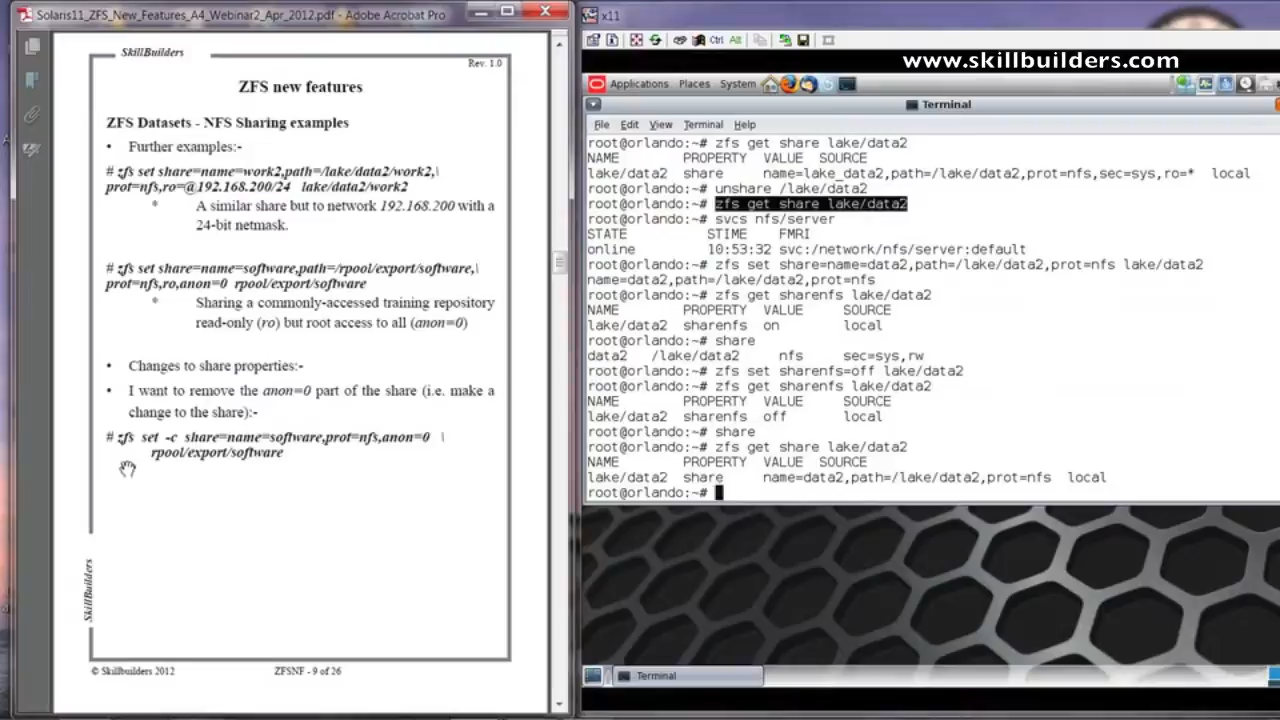 Solaris11_ZFS_New_Features_A4_Webinar2_Apr_2012.pdf - Adobe Acrobat Pro
SkillBuilders
Rev. 1.0
ZFS new features
ZFS Datasets - NFS Sharing examples
• Further examples:-
# zfs set share=name=work2,path=/lake/data2/work2,\
prot=nfs,ro=@192.168.200/24 lake/data2/work2
* A similar share but to network 192.168.200 with a
24-bit netmask.
# zfs set share=name=software,path=/rpool/export/software,\
prot=nfs,ro,anon=0 rpool/export/software
* Sharing a commonly-accessed training repository
read-only (ro) but root access to all (anon=0)
• Changes to share properties:-
• I want to remove the anon=0 part of the share (i.e. make a
change to the share):-
# zfs set -c share=name=software,prot=nfs,anon=0 \
rpool/export/software
SkillBuilders
© Skillbuilders 2012
ZFSNF - 9 of 26
x11
Ctrl Alt
www.skillbuilders.com
Applications Places System
Terminal
File Edit View Terminal Help
root@orlando:~# zfs get share lake/data2
NAME PROPERTY VALUE SOURCE
lake/data2 share name=lake_data2,path=/lake/data2,prot=nfs,sec=sys,ro=* local
root@orlando:~# unshare /lake/data2
root@orlando:~# zfs get share lake/data2
root@orlando:~# svcs nfs/server
STATE STIME FMRI
online 10:53:32 svc:/network/nfs/server:default
root@orlando:~# zfs set share=name=data2,path=/lake/data2,prot=nfs lake/data2
name=data2,path=/lake/data2,prot=nfs
root@orlando:~# zfs get sharenfs lake/data2
NAME PROPERTY VALUE SOURCE
lake/data2 sharenfs on local
root@orlando:~# share
data2 /lake/data2 nfs sec=sys,rw
root@orlando:~# zfs set sharenfs=off lake/data2
root@orlando:~# zfs get sharenfs lake/data2
NAME PROPERTY VALUE SOURCE
lake/data2 sharenfs off local
root@orlando:~# share
root@orlando:~# zfs get share lake/data2
NAME PROPERTY VALUE SOURCE
lake/data2 share name=data2,path=/lake/data2,prot=nfs local
root@orlando:~#
Terminal